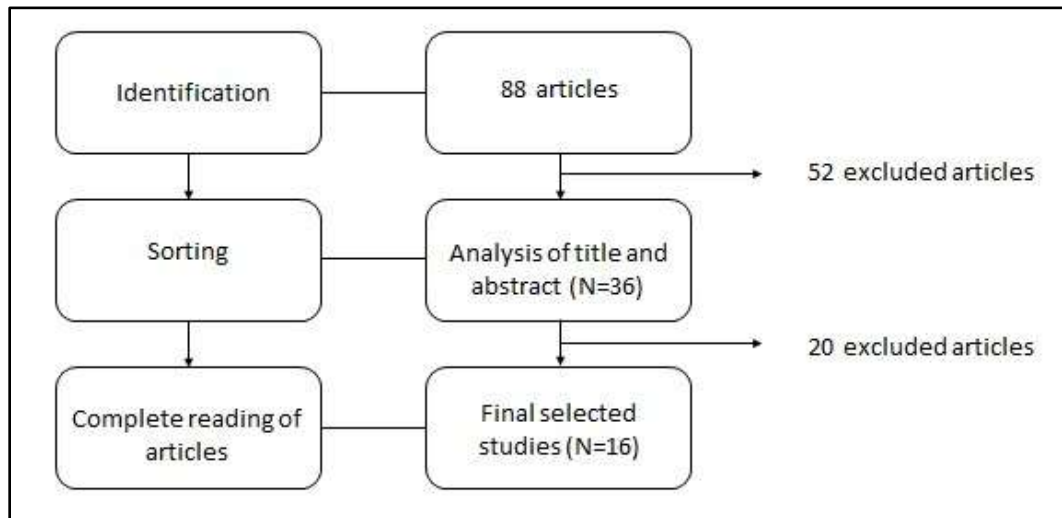 Identification
88 articles
52 excluded articles
Sorting
Analysis of title and
abstract (N=36)
20 excluded articles
Complete reading of
articles
Final selected
studies (N=16)